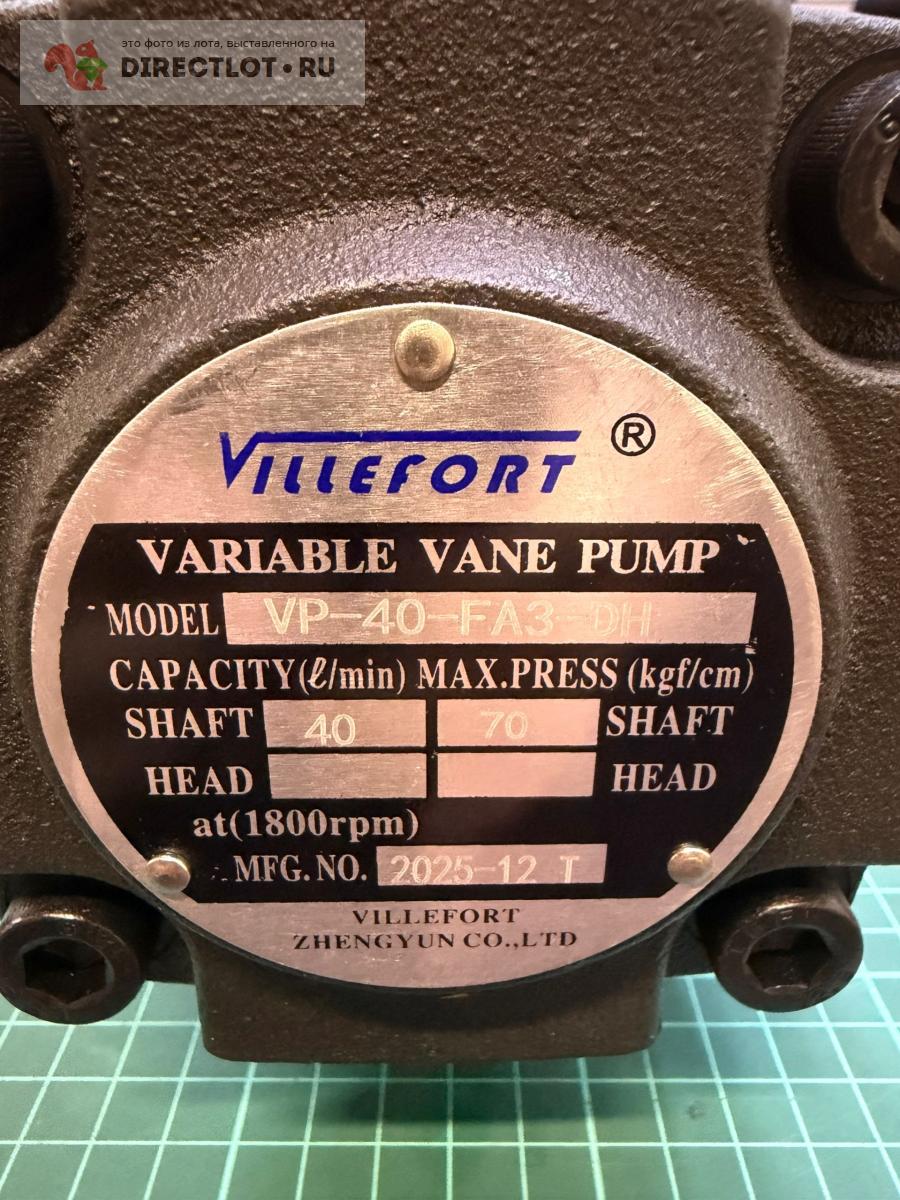 это фото из лота, выставленного на
DIRECTLOT•RU
VILLEFORT ®
VARIABLE VANE PUMP
MODEL VP-40-FA3-DH
CAPACITY(ℓ/min) MAX.PRESS (kgf/cm)
SHAFT 40 70 SHAFT
HEAD HEAD
at(1800rpm)
MFG. NO. 2025-12 T
VILLEFORT
ZHENGYUN CO.,LTD